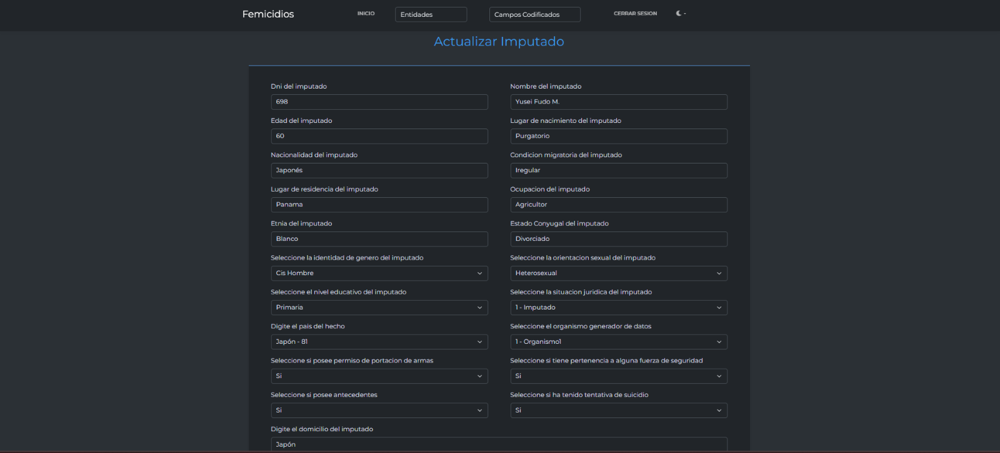 Femicidios INICIO Entidades Campos Codificados CERRAR SESION
Actualizar Imputado
Dni del imputado Nombre del imputado
698 Yusei Fudo M.
Edad del imputado Lugar de nacimiento del imputado
60 Purgatorio
Nacionalidad del imputado Condicion migratoria del imputado
Japonés Iregular
Lugar de residencia del imputado Ocupacion del imputado
Panama Agricultor
Etnia del imputado Estado Conyugal del imputado
Blanco Divorciado
Seleccione la identidad de genero del imputado Seleccione la orientacion sexual del imputado
Cis Hombre Heterosexual
Seleccione el nivel educativo del imputado Seleccione la situacion juridica del imputado
Primaria 1 - Imputado
Digite el pais del hecho Seleccione el organismo generador de datos
Japón - 81 1 - Organismo1
Seleccione si posee permiso de portacion de armas Seleccione si tiene pertenencia a alguna fuerza de seguridad
Si Si
Seleccione si posee antecedentes Seleccione si ha tenido tentativa de suicidio
Si Si
Digite el domicilio del imputado
Japón